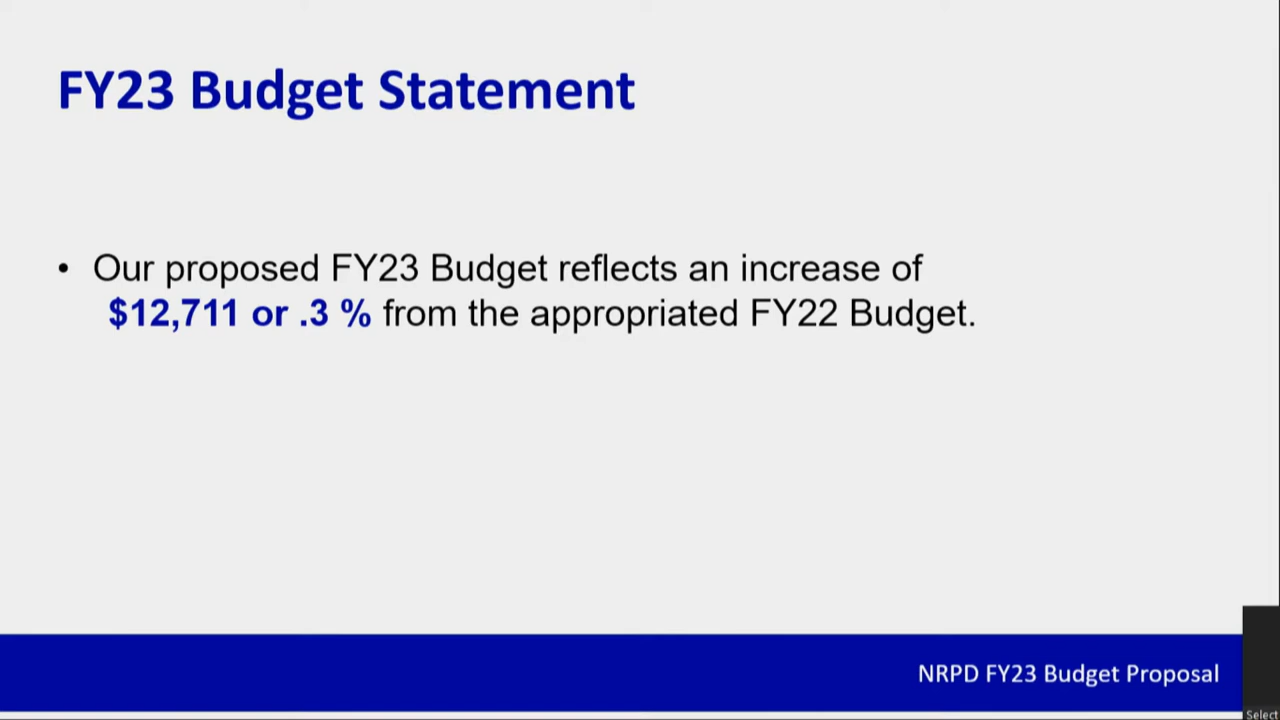 FY23 Budget Statement
• Our proposed FY23 Budget reflects an increase of
$12,711 or .3 % from the appropriated FY22 Budget.
NRPD FY23 Budget Proposal
Select